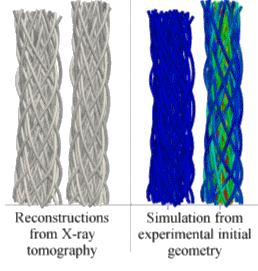 Reconstructions
from X-ray
tomography
Simulation from
experimental initial
geometry